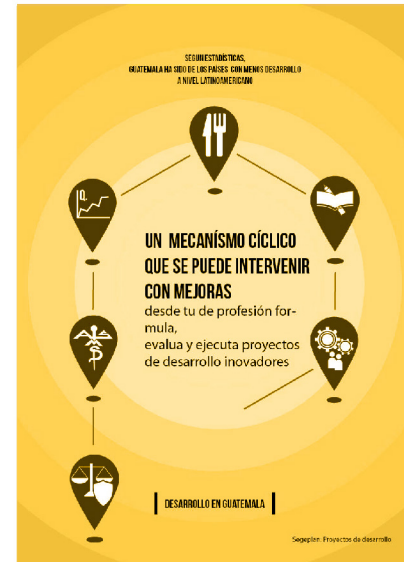 SEGUN ESTADÍSTICAS,
GUATEMALA HA SIDO DE LOS PAÍSES CON MENOS DESARROLLO
A NIVEL LATINOAMERICANO
UN MECANÍSMO CÍCLICO
QUE SE PUEDE INTERVENIR
CON MEJORAS
desde tu de profesión for-
mula,
evalua y ejecuta proyectos
de desarrollo inovadores
DESARROLLO EN GUATEMALA
Segeplan: Proyectos de desarrollo